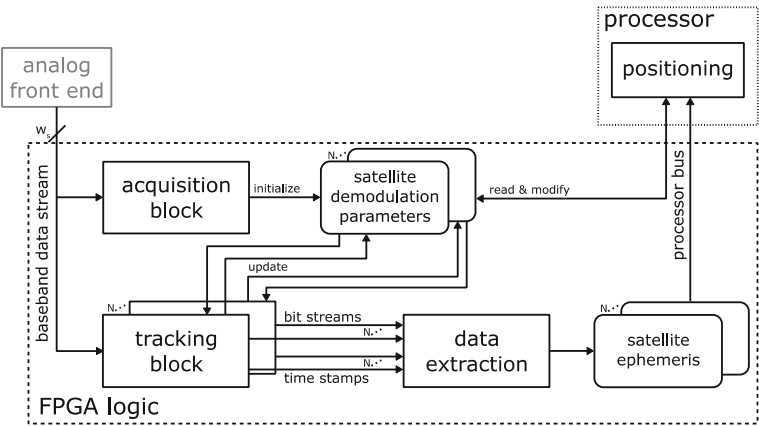 processor
analog
front end
positioning
w_s
N
acquisition
block
initialize
satellite
demodulation
parameters
read & modify
baseband data stream
processor bus
update
N
bit streams
N
tracking
block
data
extraction
N
satellite
ephemeris
N
time stamps
FPGA logic